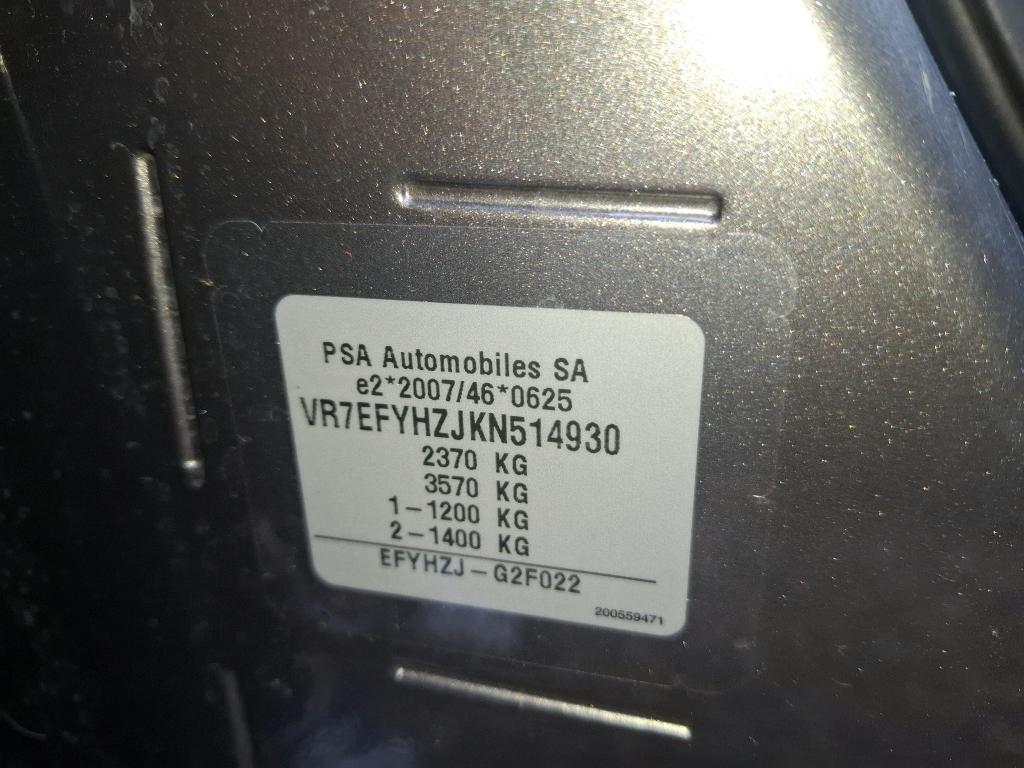 PSA Automobiles SA
e2*2007/46*0625
VR7EFYHZJKN514930
2370 KG
3570 KG
1-1200 KG
2-1400 KG
EFYHZJ-G2F022
200559471